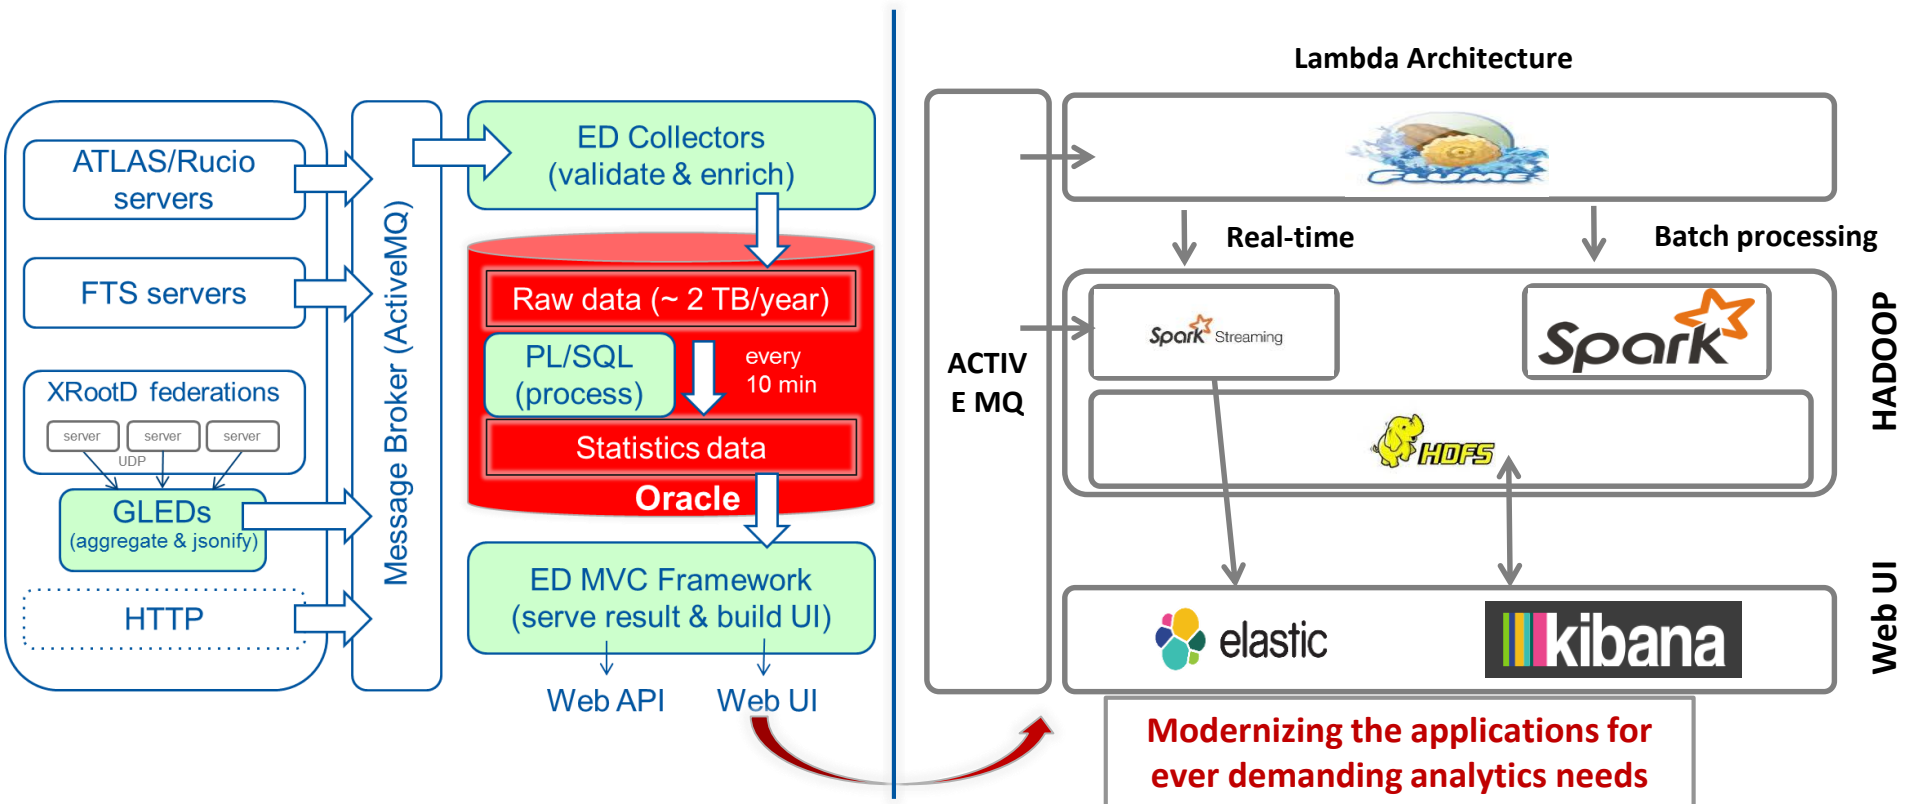 ATLAS/Rucio
servers
FTS servers
XRootD federations
server
server
server
UDP
GLEDs
(aggregate & jsonify)
HTTP
Message Broker (ActiveMQ)
ED Collectors
(validate & enrich)
Raw data (~ 2 TB/year)
PL/SQL
(process)
every
10 min
Statistics data
Oracle
ED MVC Framework
(serve result & build UI)
Web API
Web UI
Lambda Architecture
ACTIV
E MQ
flume
Real-time
Batch processing
Spark Streaming
Spark
HDFS
HADOOP
elastic
kibana
Web UI
Modernizing the applications for
ever demanding analytics needs